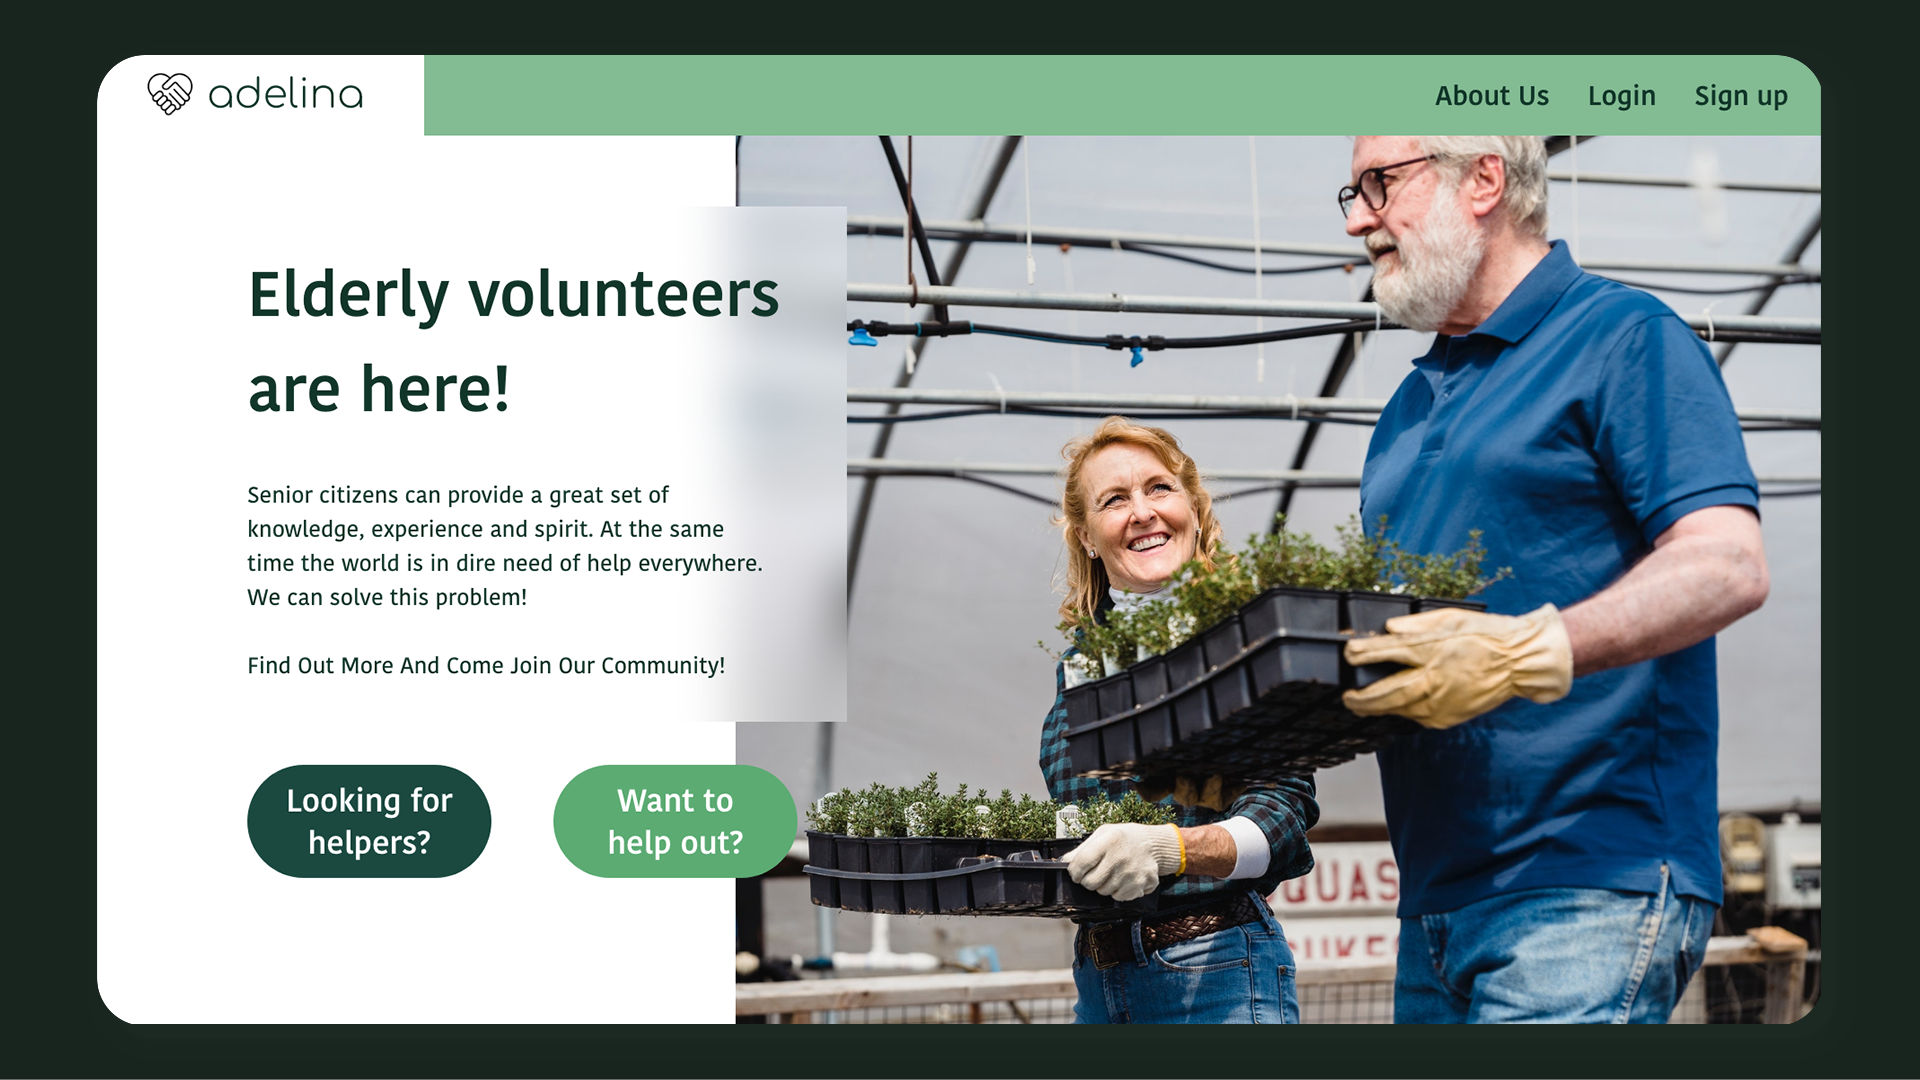 adelina
About Us Login Sign up
Elderly volunteers
are here!
Senior citizens can provide a great set of
knowledge, experience and spirit. At the same
time the world is in dire need of help everywhere.
We can solve this problem!
Find Out More And Come Join Our Community!
Looking for
helpers?
Want to
help out?
QUAS